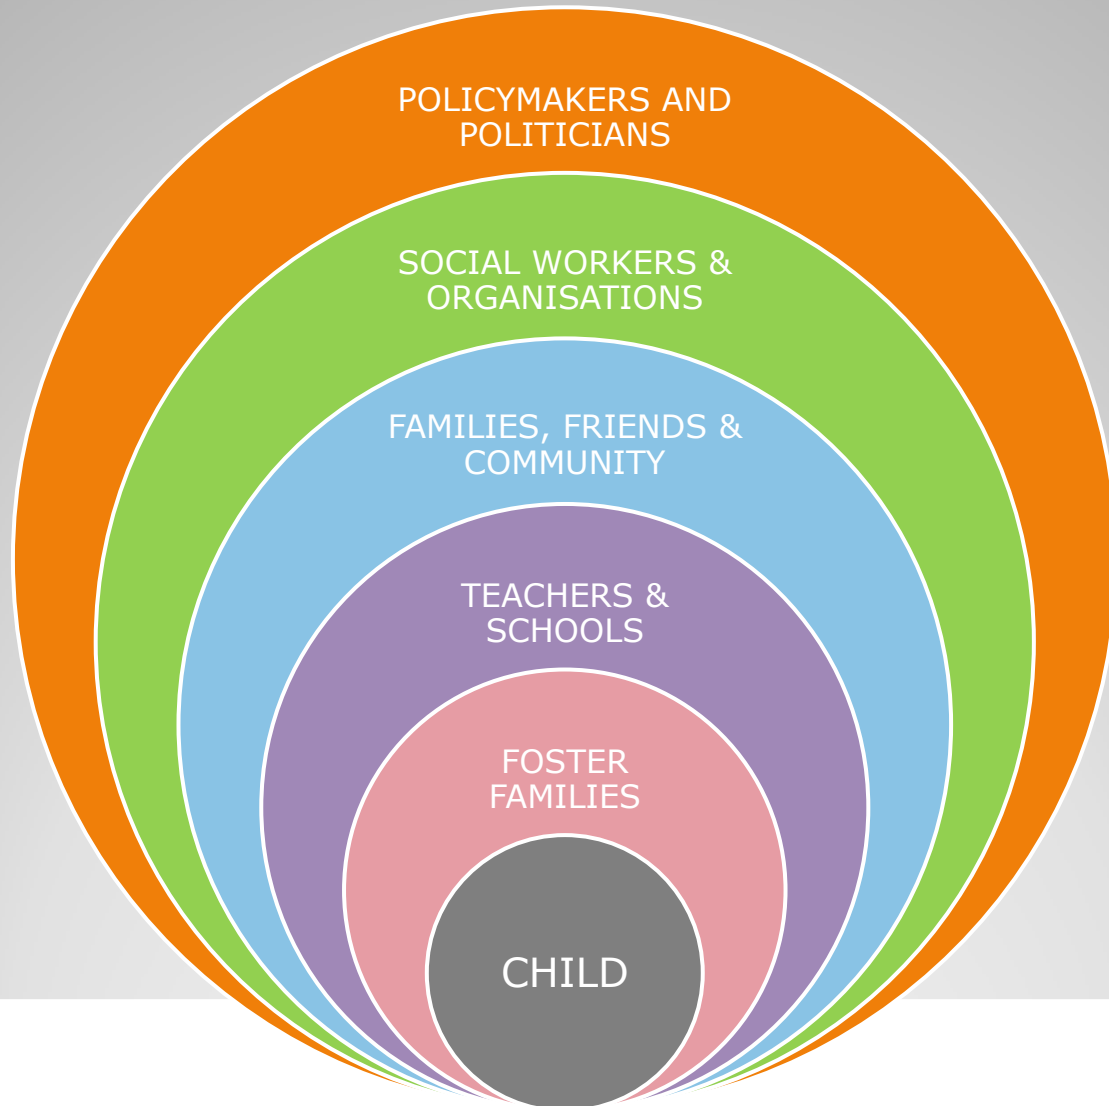 POLICYMAKERS AND
POLITICIANS
SOCIAL WORKERS &
ORGANISATIONS
FAMILIES, FRIENDS &
COMMUNITY
TEACHERS &
SCHOOLS
FOSTER
FAMILIES
CHILD